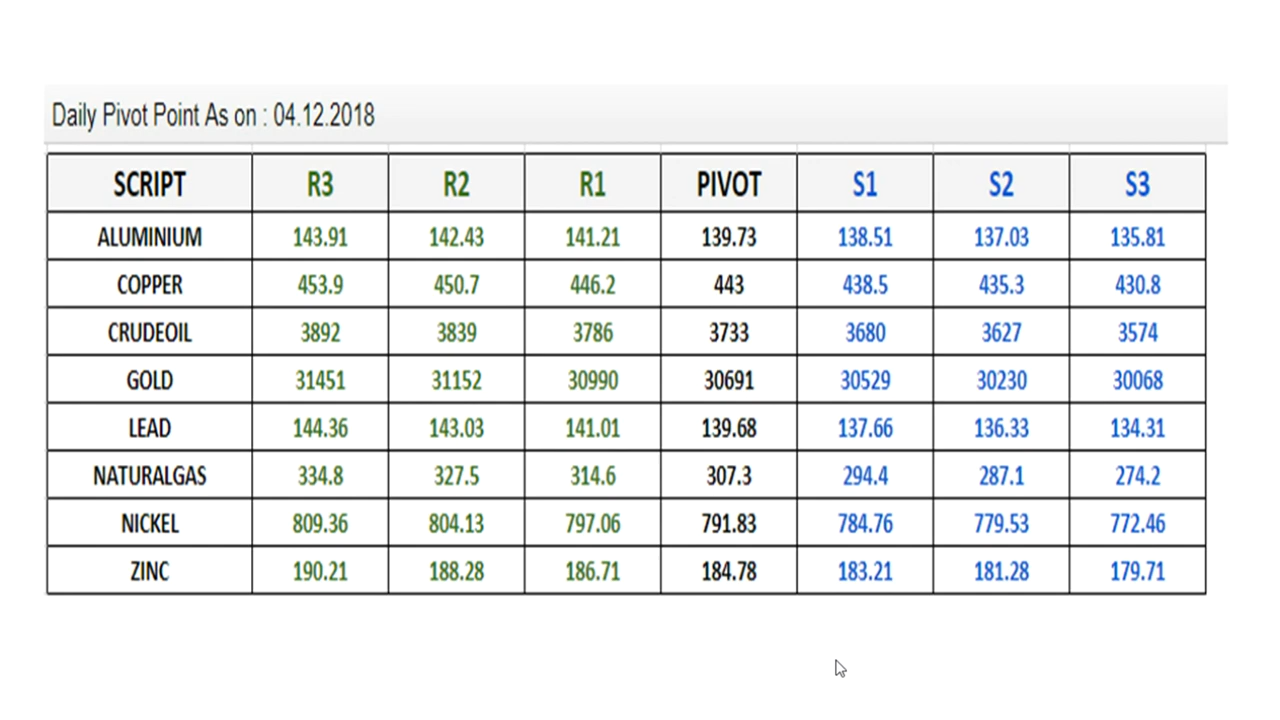 Daily Pivot Point As on : 04.12.2018
SCRIPT R3 R2 R1 PIVOT S1 S2 S3
ALUMINIUM 143.91 142.43 141.21 139.73 138.51 137.03 135.81
COPPER 453.9 450.7 446.2 443 438.5 435.3 430.8
CRUDEOIL 3892 3839 3786 3733 3680 3627 3574
GOLD 31451 31152 30990 30691 30529 30230 30068
LEAD 144.36 143.03 141.01 139.68 137.66 136.33 134.31
NATURALGAS 334.8 327.5 314.6 307.3 294.4 287.1 274.2
NICKEL 809.36 804.13 797.06 791.83 784.76 779.53 772.46
ZINC 190.21 188.28 186.71 184.78 183.21 181.28 179.71